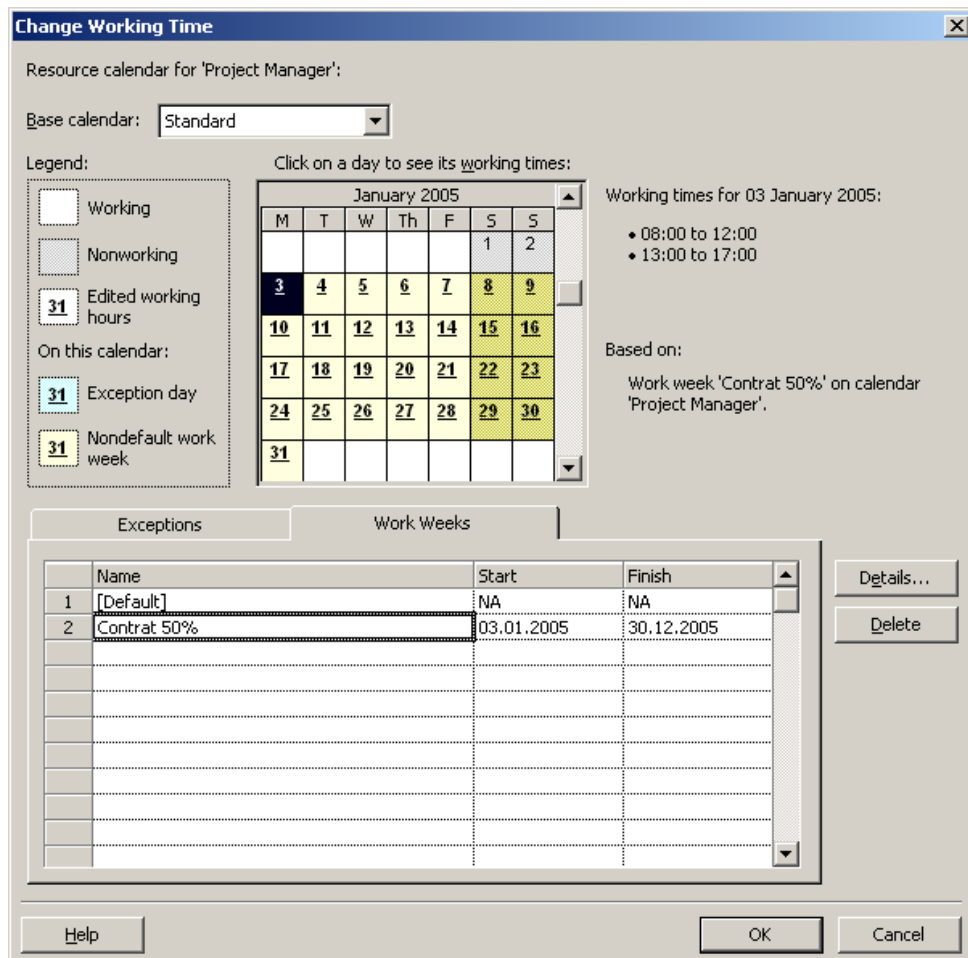 Change Working Time
Resource calendar for 'Project Manager':
Base calendar: Standard
Legend:
Working
Nonworking
31 Edited working hours
On this calendar:
31 Exception day
31 Nondefault work week
Click on a day to see its working times:
January 2005
M T W Th F S S
1 2
3 4 5 6 7 8 9
10 11 12 13 14 15 16
17 18 19 20 21 22 23
24 25 26 27 28 29 30
31
Working times for 03 January 2005:
• 08:00 to 12:00
• 13:00 to 17:00
Based on:
Work week 'Contrat 50%' on calendar
'Project Manager'.
Exceptions Work Weeks
Name Start Finish
1 [Default] NA NA
2 Contrat 50% 03.01.2005 30.12.2005
Details...
Delete
Help OK Cancel